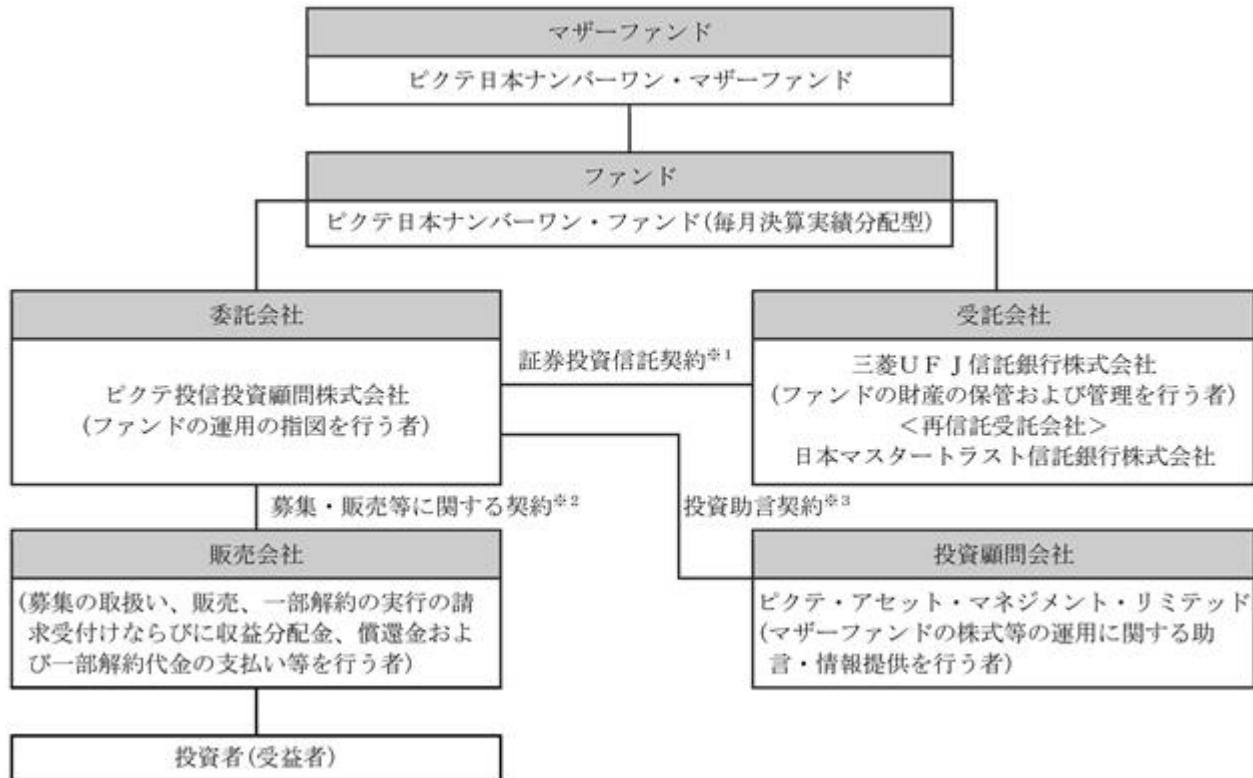 マザーファンド
ピクテ日本ナンバーワン・マザーファンド
ファンド
ピクテ日本ナンバーワン・ファンド(毎月決算実績分配型)
委託会社
ピクテ投信投資顧問株式会社
(ファンドの運用の指図を行う者)
証券投資信託契約※1
受託会社
三菱UFJ信託銀行株式会社
(ファンドの財産の保管および管理を行う者)
<再信託受託会社>
日本マスタートラスト信託銀行株式会社
募集・販売等に関する契約※2
投資助言契約※3
販売会社
(募集の取扱い、販売、一部解約の実行の請
求受付けならびに収益分配金、償還金およ
び一部解約代金の支払い等を行う者)
投資顧問会社
ピクテ・アセット・マネジメント・リミテッド
(マザーファンドの株式等の運用に関する助
言・情報提供を行う者)
投資者(受益者)